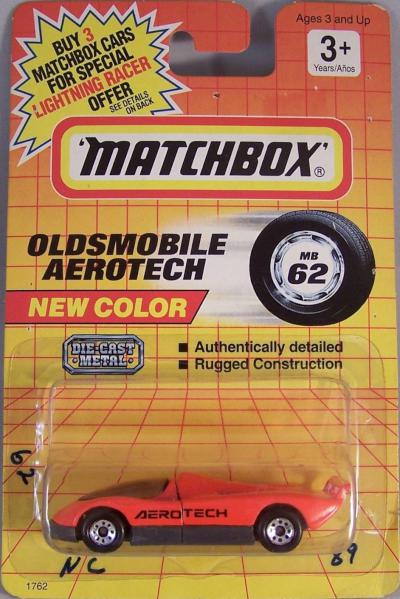 BUY 3
MATCHBOX CARS
FOR SPECIAL
LIGHTNING RACER
OFFER
SEE DETAILS
ON BACK
Ages 3 and Up
3+
Years/Años
'MATCHBOX'®
OLDSMOBILE
AEROTECH
MB
62
NEW COLOR
DIE-CAST
METAL
■ Authentically detailed
■ Rugged Construction
62
AEROTECH
NC
89
1762